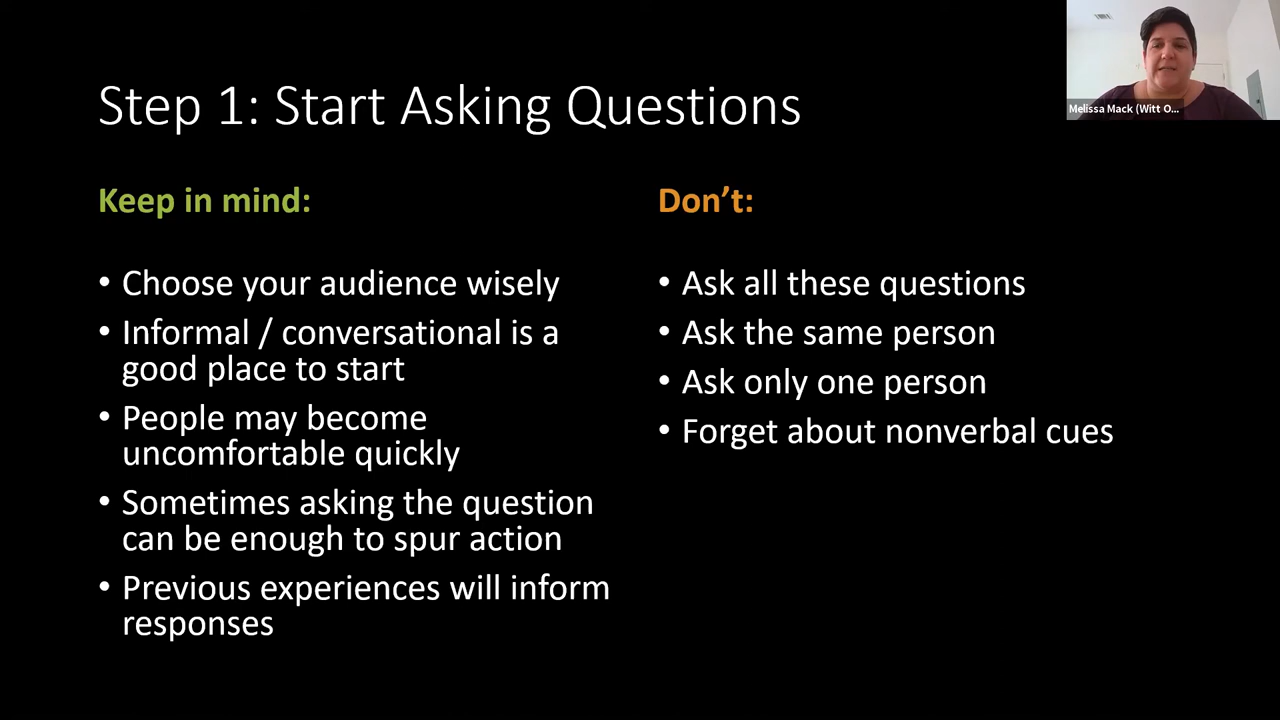 Step 1: Start Asking Questions
Melissa Mack (Witt O...
Keep in mind:
• Choose your audience wisely
• Informal / conversational is a
good place to start
• People may become
uncomfortable quickly
• Sometimes asking the question
can be enough to spur action
• Previous experiences will inform
responses
Don’t:
• Ask all these questions
• Ask the same person
• Ask only one person
• Forget about nonverbal cues